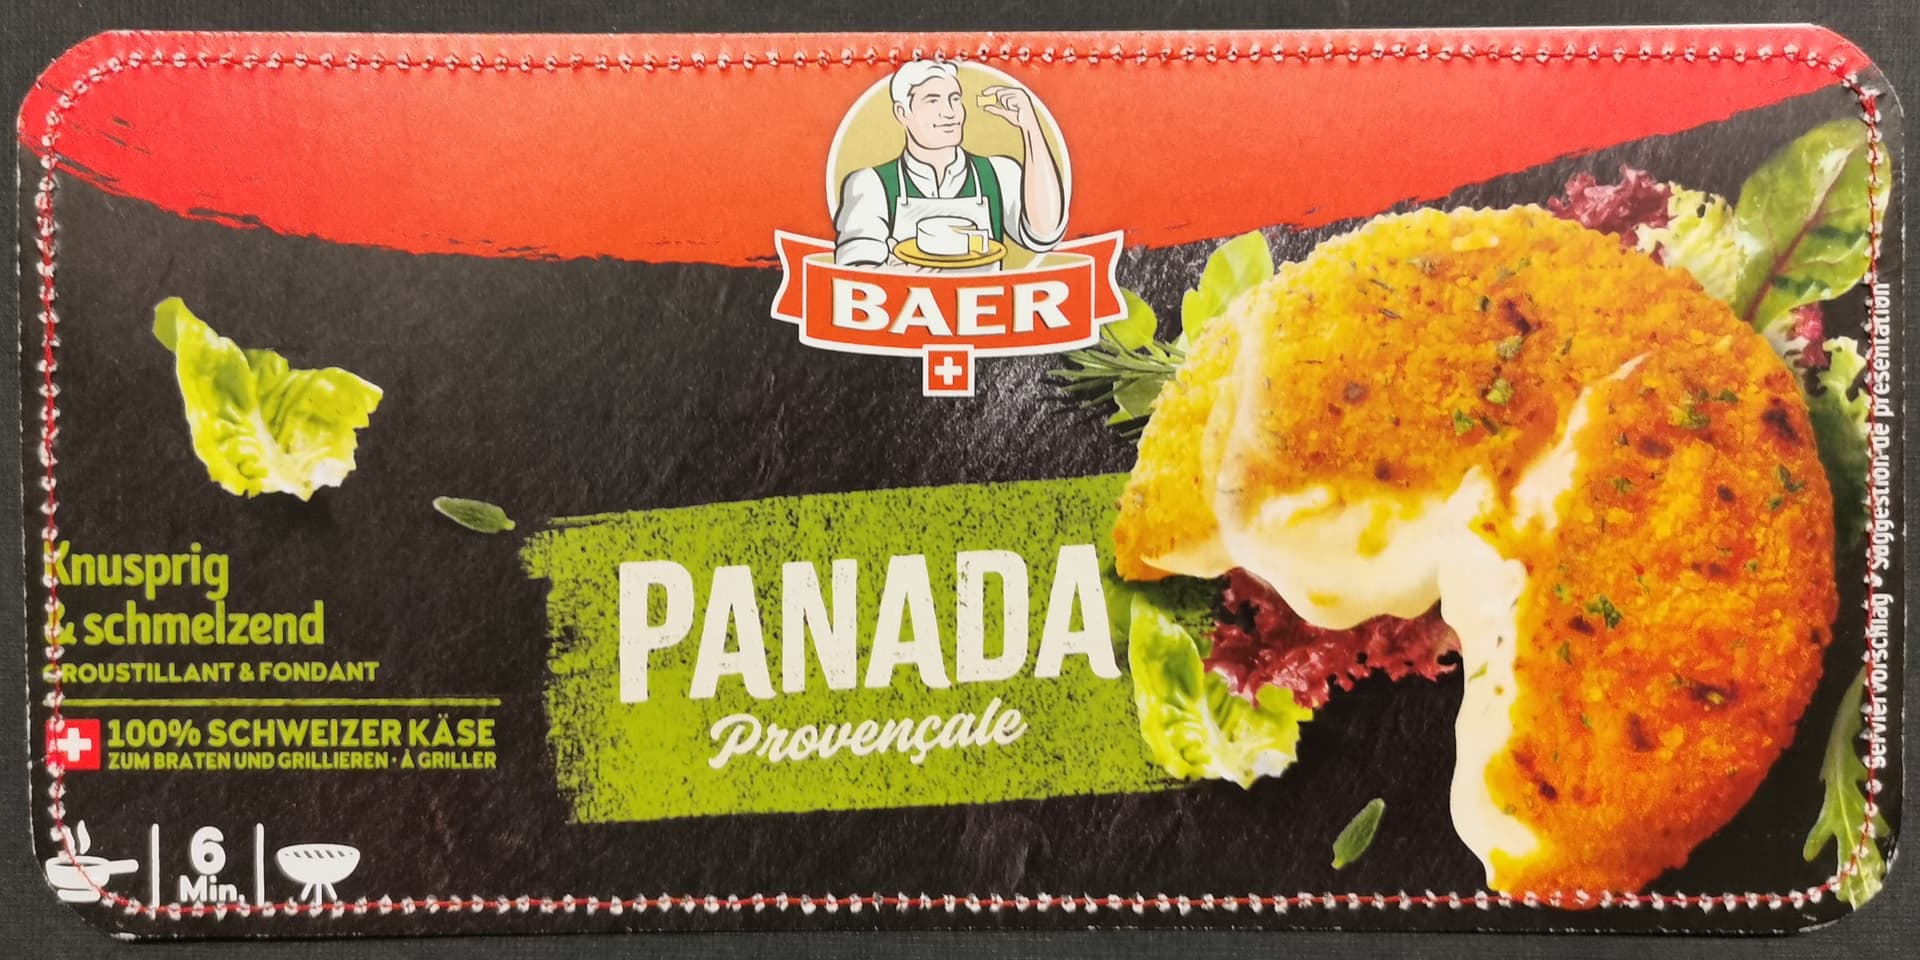 BAER
Knusprig
& schmelzend
CROUSTILLANT & FONDANT
100% SCHWEIZER KÄSE
ZUM BRATEN UND GRILLIEREN · À GRILLER
6
Min.
PANADA
Provençale
Serviervorschlag • Suggestion de présentation